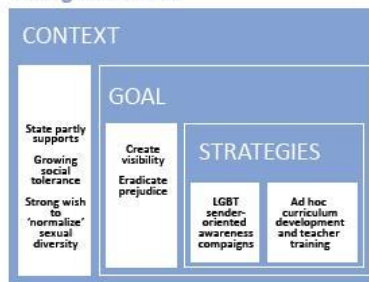 CONTEXT
State partly
supports
Growing
social
tolerance
Strong wish
to
‘normalize’
sexual
diversity
GOAL
Create
visibility
Eradicate
prejudice
STRATEGIES
LGBT
sender-
oriented
awareness
compaigns
Ad hoc
curriculum
development
and teacher
training